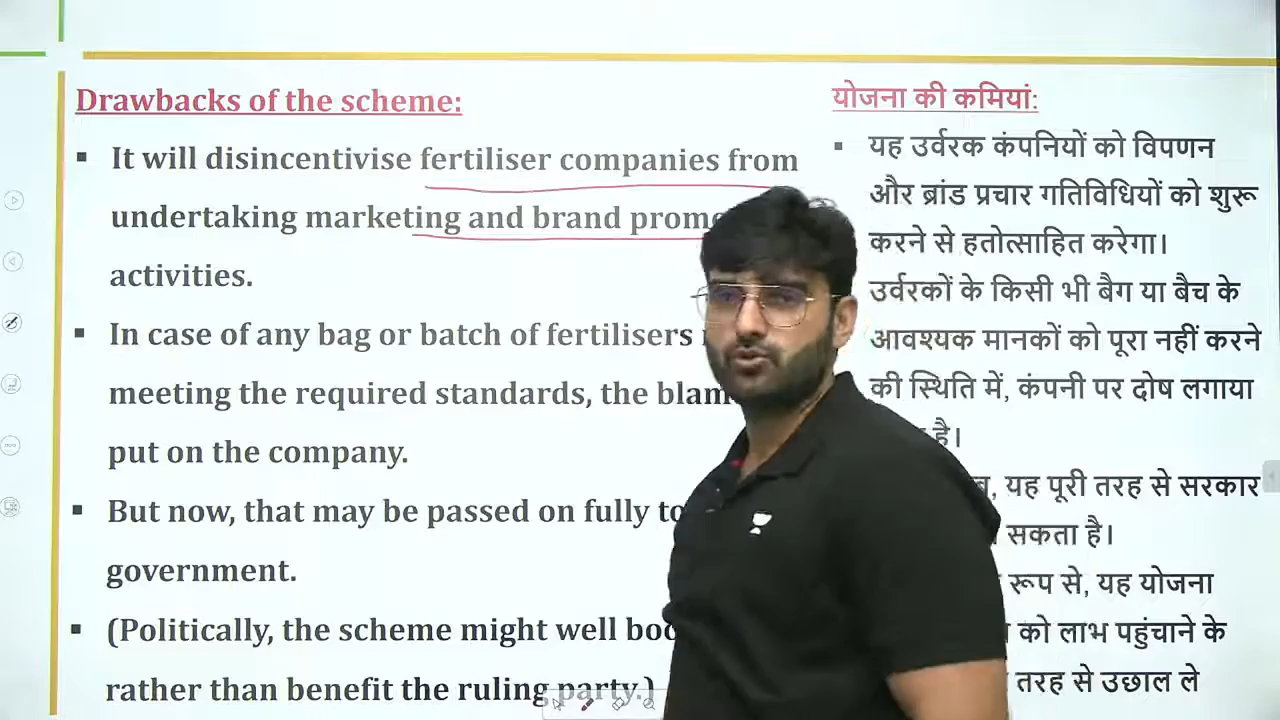 Drawbacks of the scheme:
▪ It will disincentivise fertiliser companies from
undertaking marketing and brand
activities.
▪ In case of any bag or batch of fertilisers
meeting the required standards, the
put on the company.
▪ But now, that may be passed on fully to
government.
▪ (Politically, the scheme might well
rather than benefit the ruling party.)
योजना की कमियां:
▪ यह उर्वरक कंपनियों को विपणन
और ब्रांड प्रचार गतिविधियों को शुरू
करने से हतोत्साहित करेगा।
उर्वरकों के किसी भी बैग या बैच के
आवश्यक मानकों को पूरा नहीं करने
की स्थिति में, कंपनी पर दोष लगाया
है।
यह पूरी तरह से सरकार
सकता है।
रूप से, यह योजना
को लाभ पहुंचाने के
तरह से उछाल ले